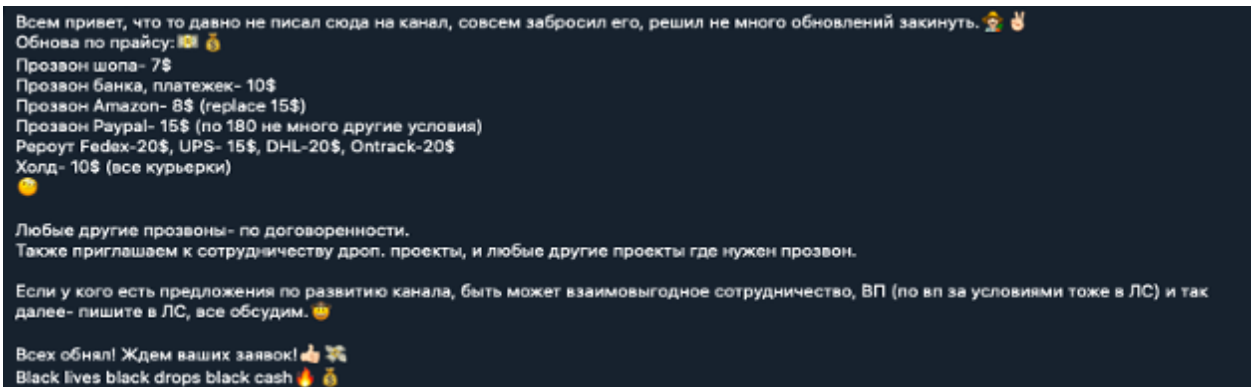 Всем привет, что то давно не писал сюда на канал, совсем забросил его, решил не много обновлений закинуть.
Обнова по прайсу:
Прозвон шопа- 7$
Прозвон банка, платежек- 10$
Прозвон Amazon- 8$ (replace 15$)
Прозвон Paypal- 15$ (по 180 не много другие условия)
Рероут Fedex-20$, UPS- 15$, DHL-20$, Ontrack-20$
Холд- 10$ (все курьерки)
Любые другие прозвоны- по договоренности.
Также приглашаем к сотрудничеству дроп. проекты, и любые другие проекты где нужен прозвон.
Если у кого есть предложения по развитию канала, быть может взаимовыгодное сотрудничество, ВП (по вп за условиями тоже в ЛС) и так
далее- пишите в ЛС, все обсудим.
Всех обнял! Ждем ваших заявок!
Black lives black drops black cash